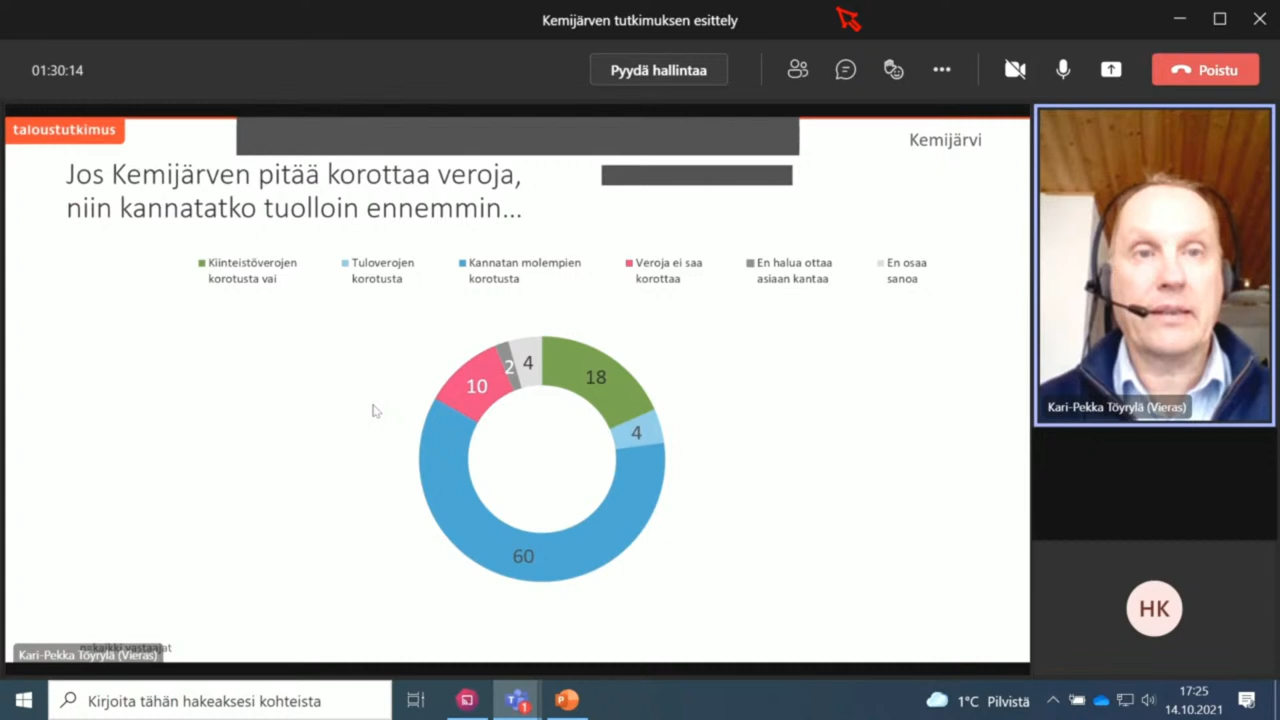 Kemijärven tutkimuksen esittely
01:30:14
Pyydä hallintaa
Poistu
taloustutkimus
Kemijärvi
Jos Kemijärven pitää korottaa veroja,
niin kannatatko tuolloin ennemmin...
Kiinteistöverojen
korotusta vai
Tuloverojen
korotusta
Kannatan molempien
korotusta
Veroja ei saa
korottaa
En halua ottaa
asiaan kantaa
En osaa
sanoa
18
4
60
10
2
4
Kari-Pekka Töyrylä (Vieras)
HK
vastaajat
Kari-Pekka Töyrylä (Vieras)
Kirjoita tähän hakeaksesi kohteista
1
1°C Pilvistä
17:25
14.10.2021